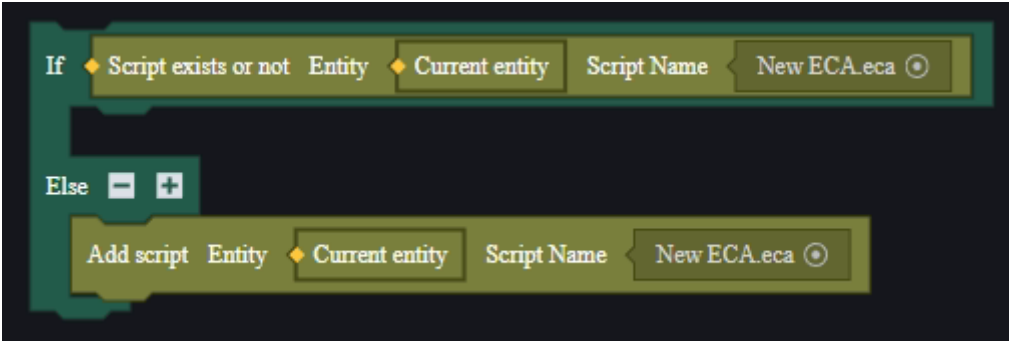 If Script exists or not Entity Current entity Script Name New ECA.eca
Else
Add script Entity Current entity Script Name New ECA.eca